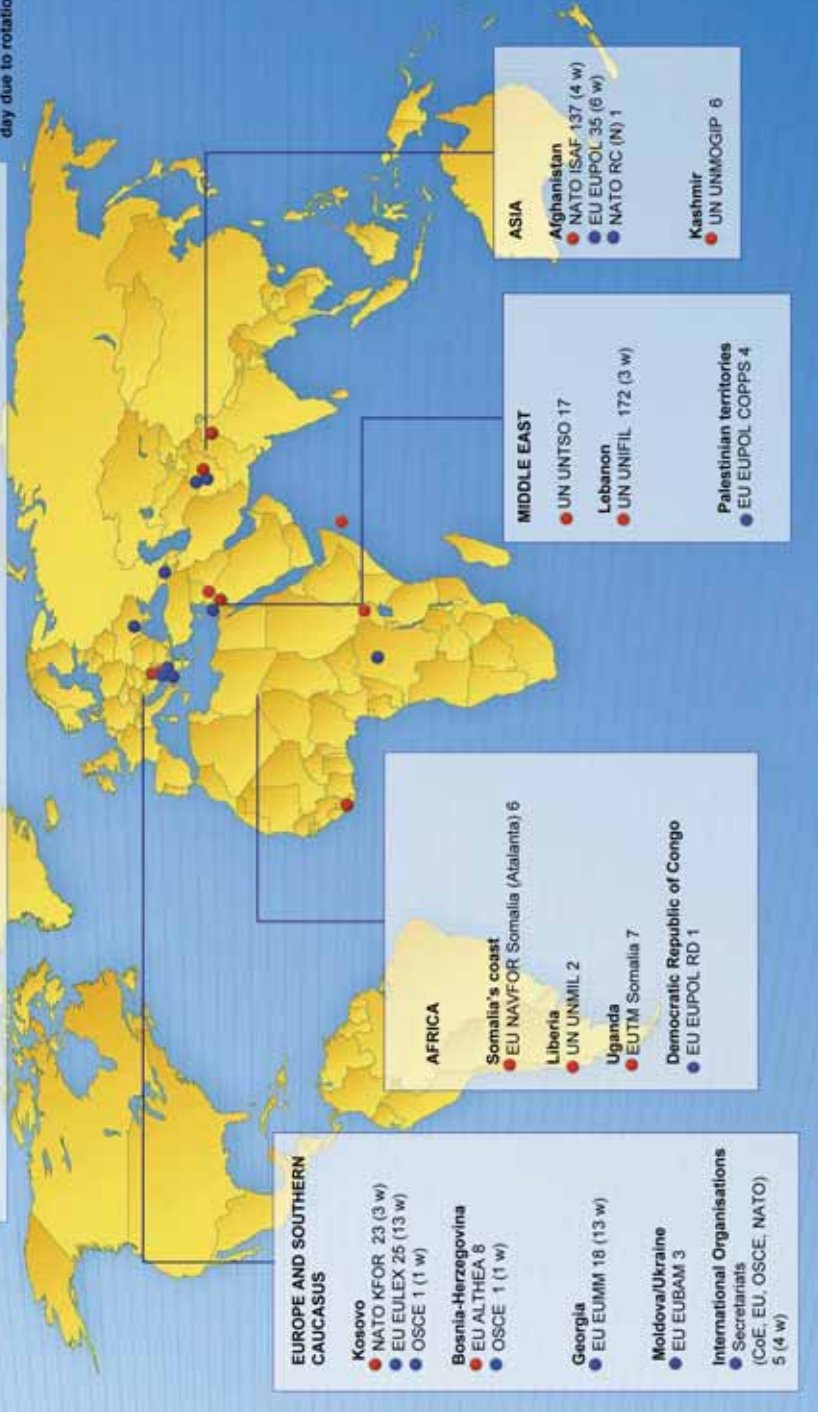 day due to rotatio
EUROPE AND SOUTHERN
CAUCASUS
Kosovo
NATO KFOR 23 (3 w)
EU EULEX 25 (13 w)
OSCE 1 (1 w)
Bosnia-Herzegovina
EU ALTHEA 8
OSCE 1 (1 w)
Georgia
EU EUMM 18 (13 w)
Moldova/Ukraine
EU EUBAM 3
International Organisations
Secretariats
(CoE, EU, OSCE, NATO)
5 (4 w)
AFRICA
Somalia's coast
EU NAVFOR Somalia (Atalanta) 6
Liberia
UN UNMIL 2
Uganda
EUTM Somalia 7
Democratic Republic of Congo
EU EUPOL RD 1
MIDDLE EAST
UN UNTSO 17
Lebanon
UN UNIFIL 172 (3 w)
Palestinian territories
EU EUPOL COPPS 4
ASIA
Afghanistan
NATO ISAF 137 (4 w)
EU EUPOL 35 (6 w)
NATO RC (N) 1
Kashmir
UN UNMOGIP 6